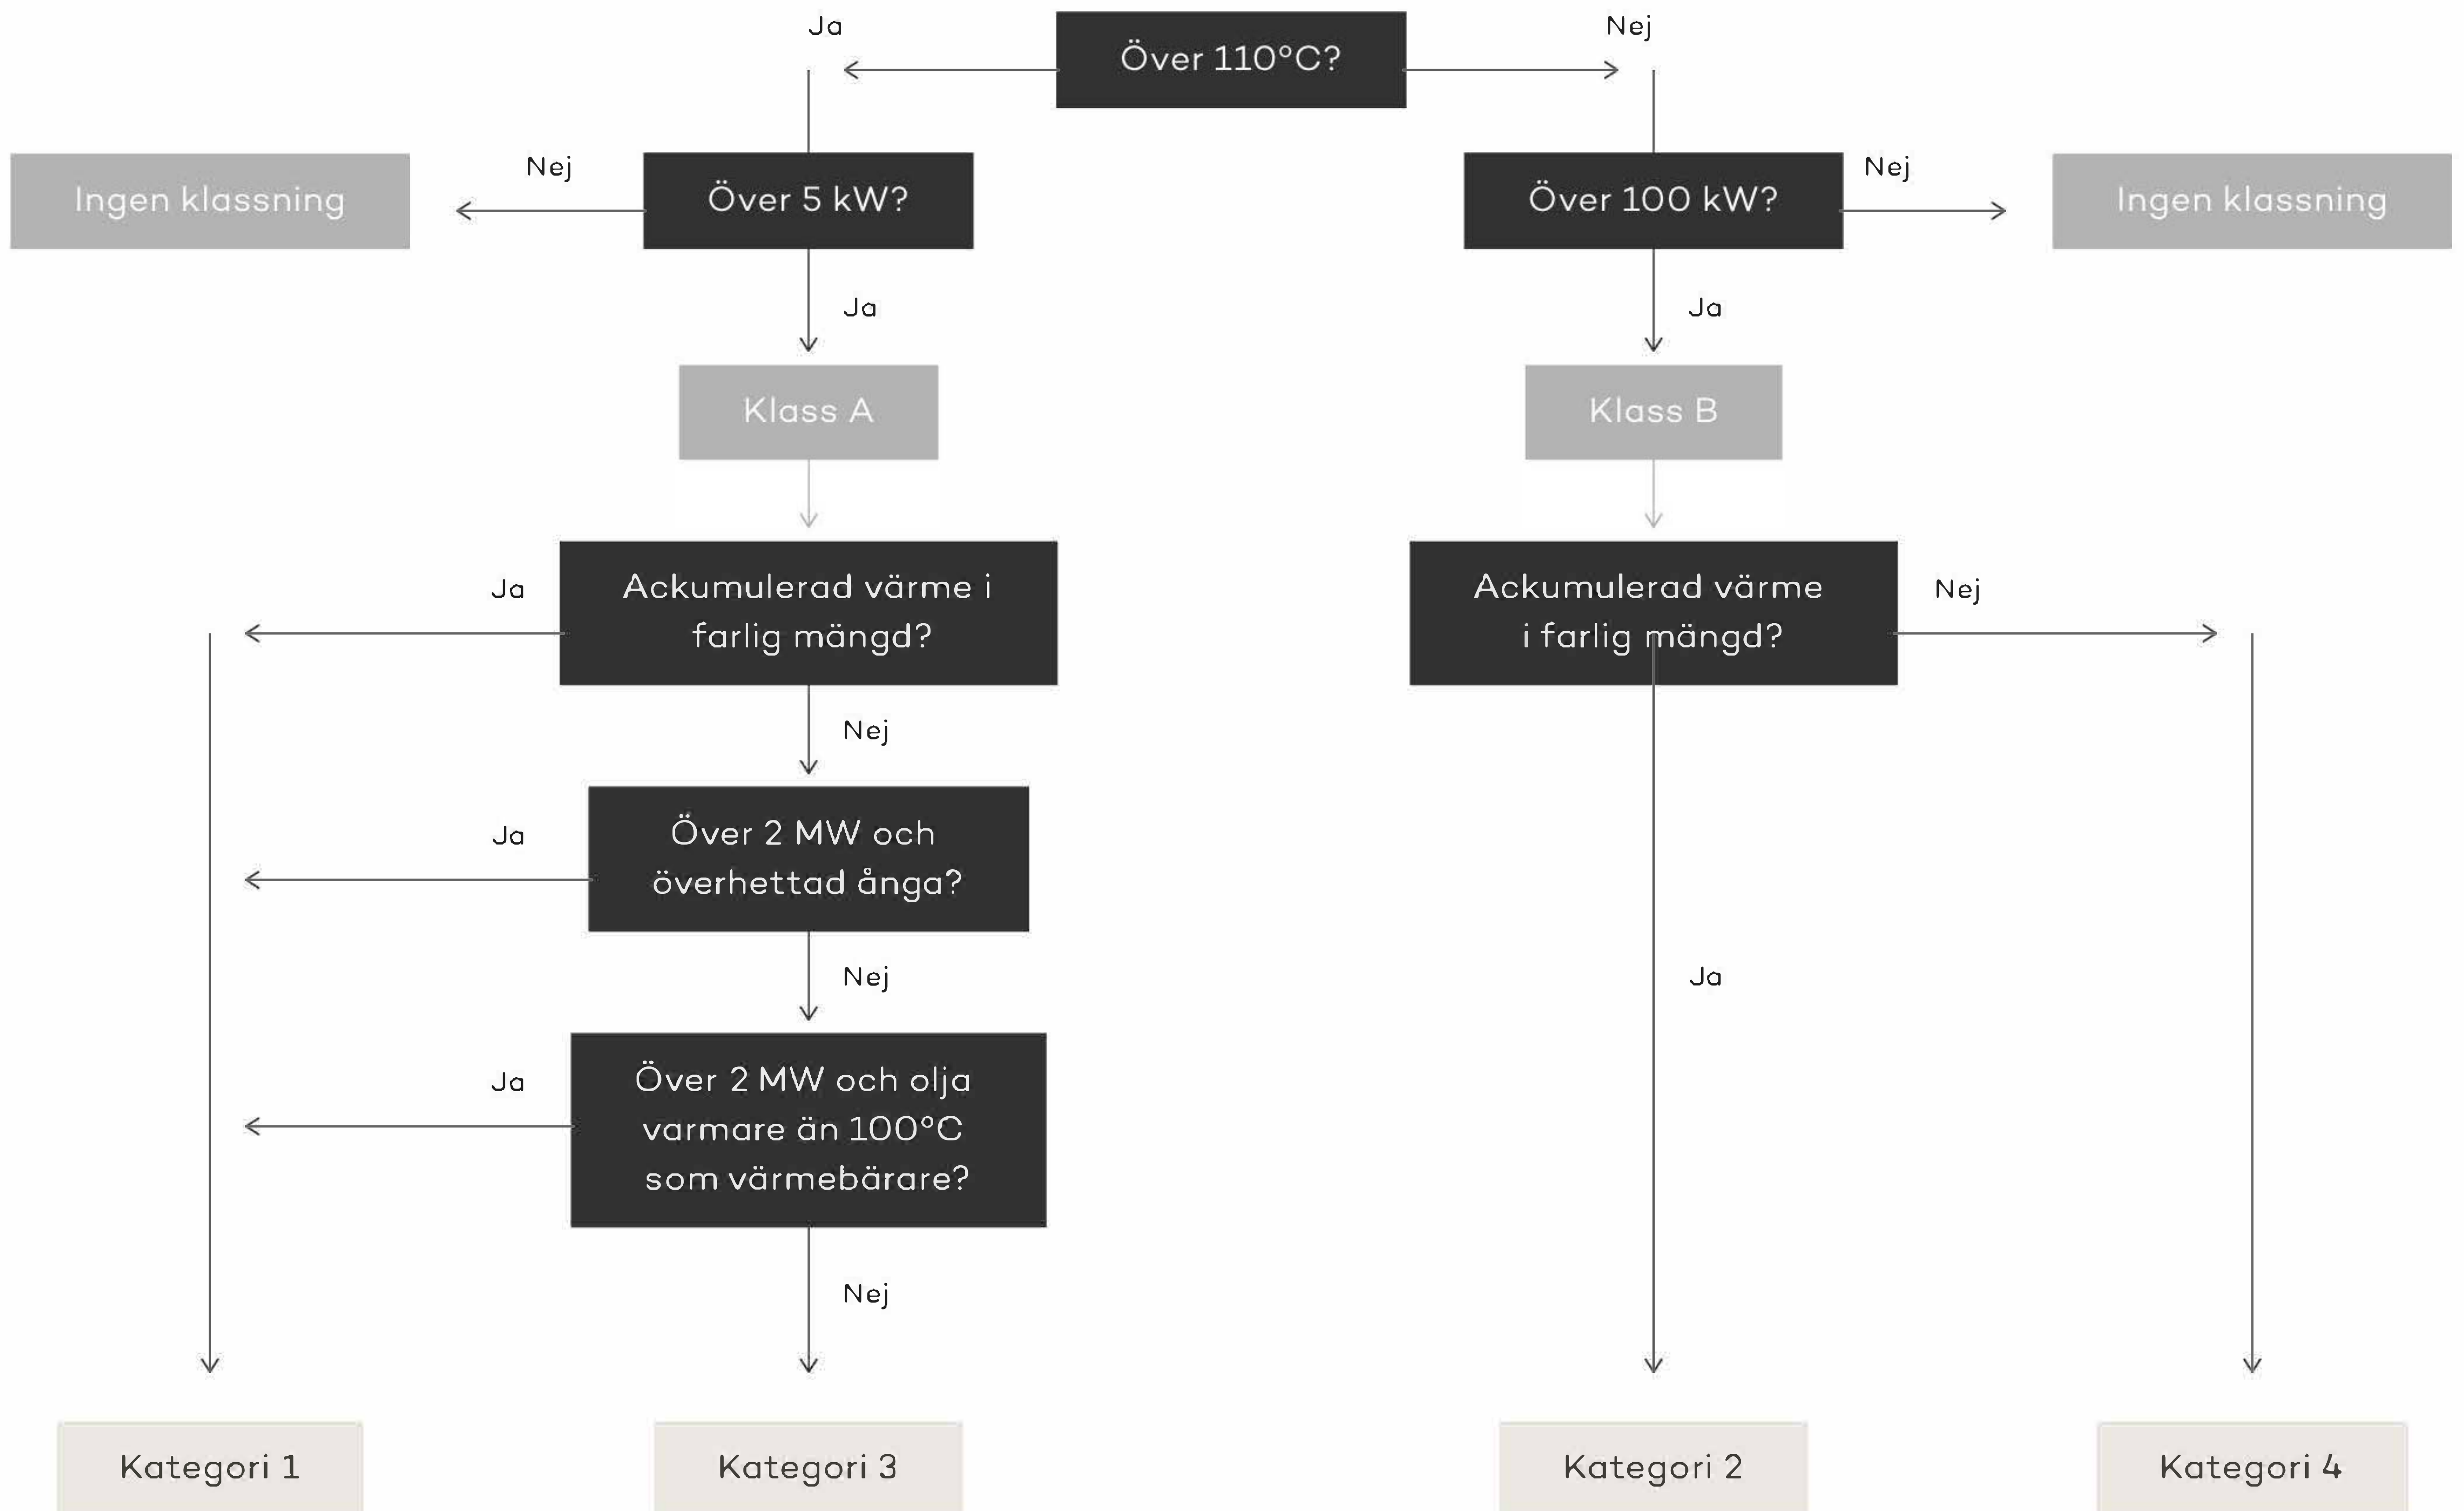 Ja
Över 110°C?
Nej
Ingen klassning
Nej
Över 5 kW?
Över 100 kW?
Nej
Ingen klassning
Ja
Ja
Klass A
Klass B
Ja
Ackumulerad värme i
farlig mängd?
Ackumulerad värme
i farlig mängd?
Nej
Nej
Ja
Över 2 MW och
överhettad ånga?
Nej
Ja
Ja
Över 2 MW och olja
varmare än 100°C
som värmebärare?
Nej
Kategori 1
Kategori 3
Kategori 2
Kategori 4